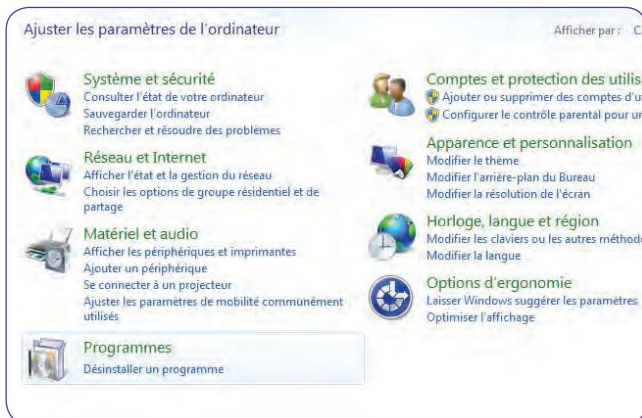 Ajuster les paramètres de l'ordinateur
Afficher par : C
Système et sécurité
Consulter l'état de votre ordinateur
Sauvegarder l'ordinateur
Rechercher et résoudre des problèmes
Réseau et Internet
Afficher l'état et la gestion du réseau
Choisir les options de groupe résidentiel et de
partage
Matériel et audio
Afficher les périphériques et imprimantes
Ajouter un périphérique
Se connecter à un projecteur
Ajuster les paramètres de mobilité communément
utilisés
Programmes
Désinstaller un programme
Comptes et protection des utilis
Ajouter ou supprimer des comptes d'ut
Configurer le contrôle parental pour un
Apparence et personnalisation
Modifier le thème
Modifier l'arrière-plan du Bureau
Modifier la résolution de l'écran
Horloge, langue et région
Modifier les claviers ou les autres méthode
Modifier la langue
Options d'ergonomie
Laisser Windows suggérer les paramètres
Optimiser l'affichage